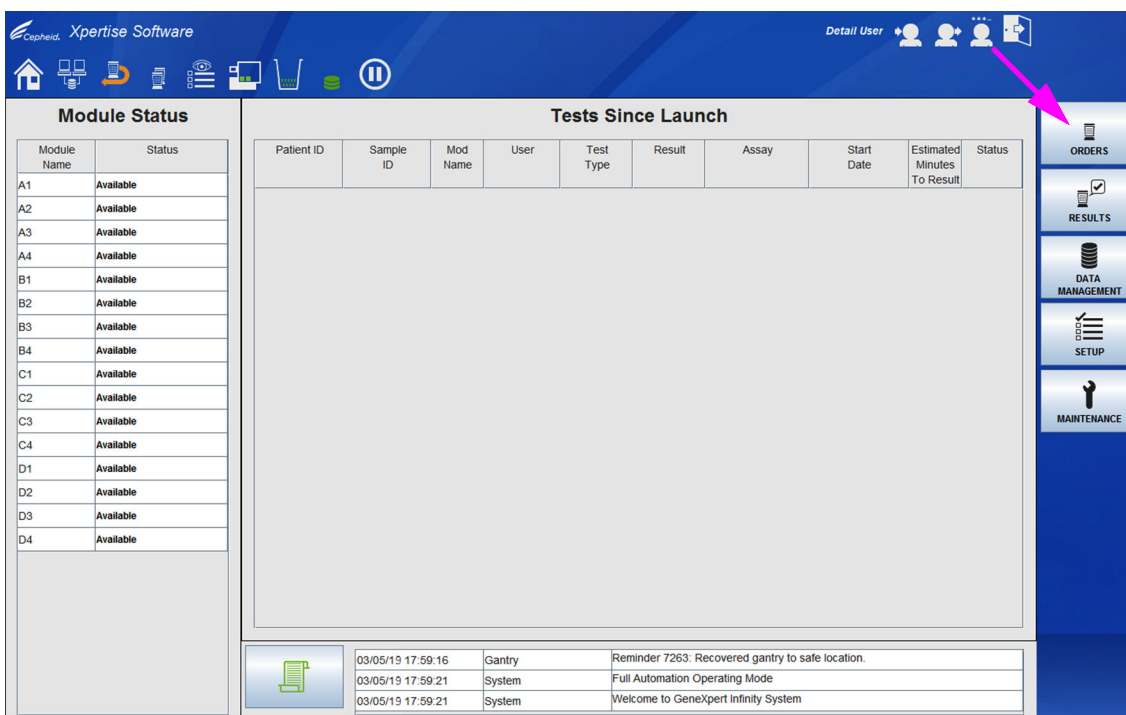 Cepheid. Xpertise Software
Detail User
Module Status
Module Name Status
A1 Available
A2 Available
A3 Available
A4 Available
B1 Available
B2 Available
B3 Available
B4 Available
C1 Available
C2 Available
C3 Available
C4 Available
D1 Available
D2 Available
D3 Available
D4 Available
Tests Since Launch
Patient ID Sample ID Mod Name User Test Type Result Assay Start Date Estimated Minutes To Result Status
03/05/19 17:59:16 Gantry Reminder 7263: Recovered gantry to safe location.
03/05/19 17:59:21 System Full Automation Operating Mode
03/05/19 17:59:21 System Welcome to GeneXpert Infinity System
ORDERS
RESULTS
DATA
MANAGEMENT
SETUP
MAINTENANCE